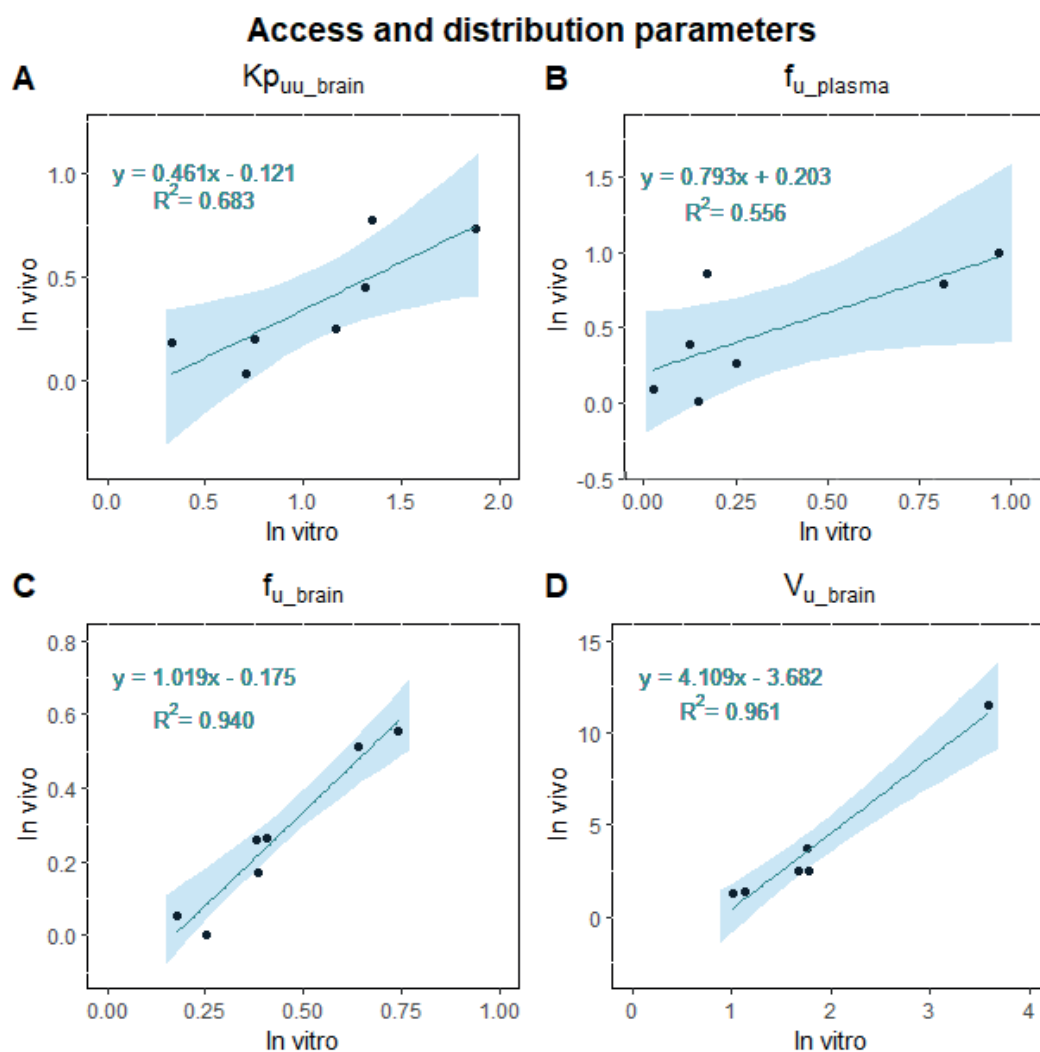 Access and distribution parameters
A
Kp_uu_brain
y = 0.461x - 0.121
R²= 0.683
In vivo
1.0
0.5
0.0
0.0 0.5 1.0 1.5 2.0
In vitro
B
f_u_plasma
y = 0.793x + 0.203
R²= 0.556
In vivo
1.5
1.0
0.5
0.0
-0.5
0.00 0.25 0.50 0.75 1.00
In vitro
C
f_u_brain
y = 1.019x - 0.175
R²= 0.940
In vivo
0.8
0.6
0.4
0.2
0.0
0.00 0.25 0.50 0.75 1.00
In vitro
D
V_u_brain
y = 4.109x - 3.682
R²= 0.961
In vivo
15
10
5
0
0 1 2 3 4
In vitro